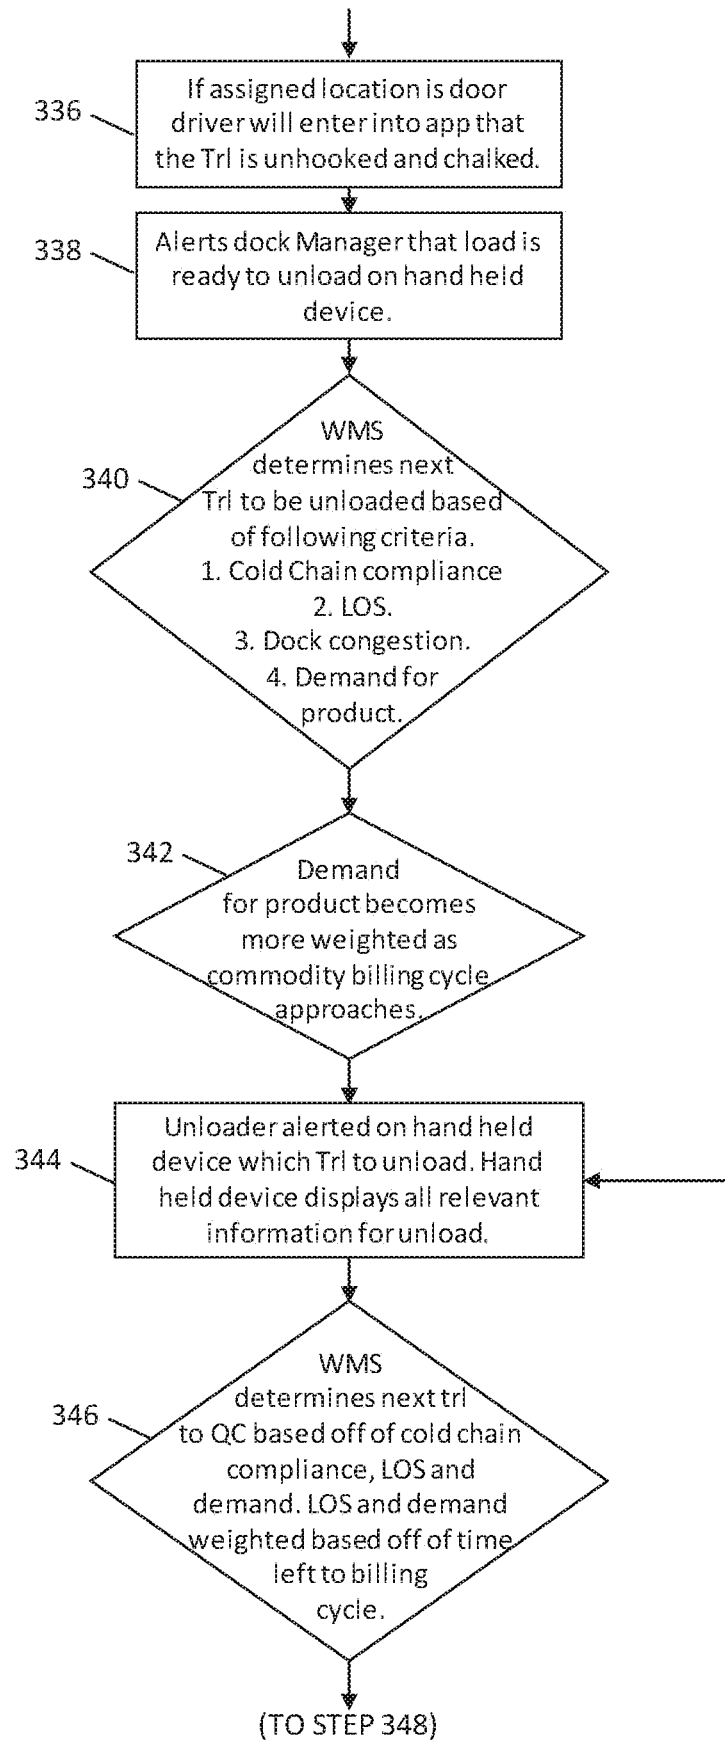 336
If assigned location is door
driver will enter into app that
the Trl is unhooked and chalked.
338
Alerts dock Manager that load is
ready to unload on hand held
device.
340
WMS
determines next
Trl to be unloaded based
of following criteria.
1. Cold Chain compliance
2. LOS.
3. Dock congestion.
4. Demand for
product.
342
Demand
for product becomes
more weighted as
commodity billing cycle
approaches.
344
Unloader alerted on hand held
device which Trl to unload. Hand
held device displays all relevant
information for unload.
346
WMS
determines next trl
to QC based off of cold chain
compliance, LOS and
demand. LOS and demand
weighted based off of time
left to billing
cycle.
(TO STEP 348)